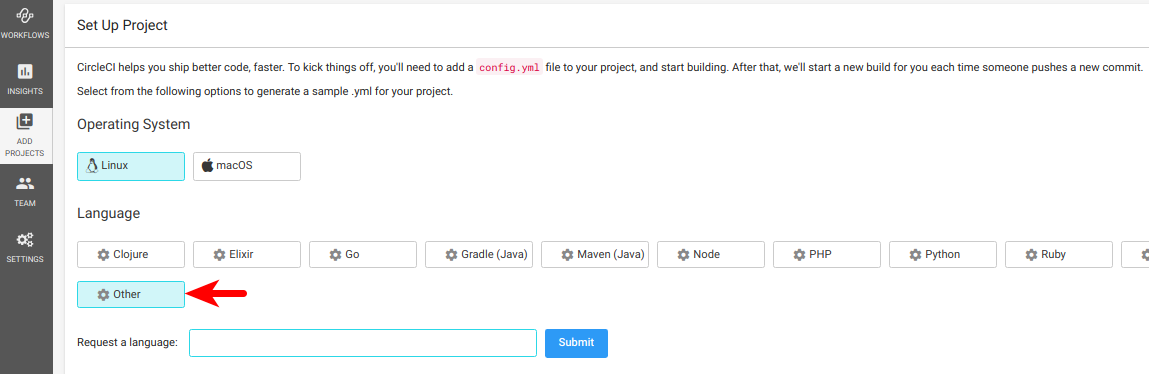 Set Up Project
WORKFLOWS
CircleCI helps you ship better code, faster. To kick things off, you'll need to add a config.yml file to your project, and start building. After that, we'll start a new build for you each time someone pushes a new commit.
INSIGHTS
Select from the following options to generate a sample .yml for your project.
Operating System
ADD
PROJECTS
Linux macOS
TEAM
Language
SETTINGS
Clojure Elixir Go Gradle (Java) Maven (Java) Node PHP Python Ruby
Other
Request a language: Submit